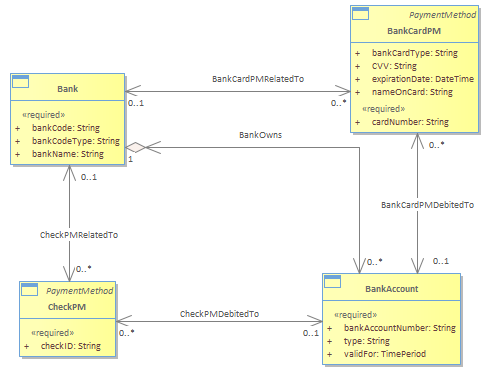 PaymentMethod
BankCardPM
+ bankCardType: String
+ CVV: String
+ expirationDate: DateTime
+ nameOnCard: String
«required»
+ cardNumber: String
BankCardPMRelatedTo
0..1
0..*
Bank
«required»
+ bankCode: String
+ bankCodeType: String
+ bankName: String
BankOwns
1
0..*
0..1
CheckPMRelatedTo
0..*
0..*
BankCardPMDebitedTo
0..1
PaymentMethod
CheckPM
«required»
+ checkID: String
CheckPMDebitedTo
0..*
0..1
BankAccount
«required»
+ bankAccountNumber: String
+ type: String
+ validFor: TimePeriod